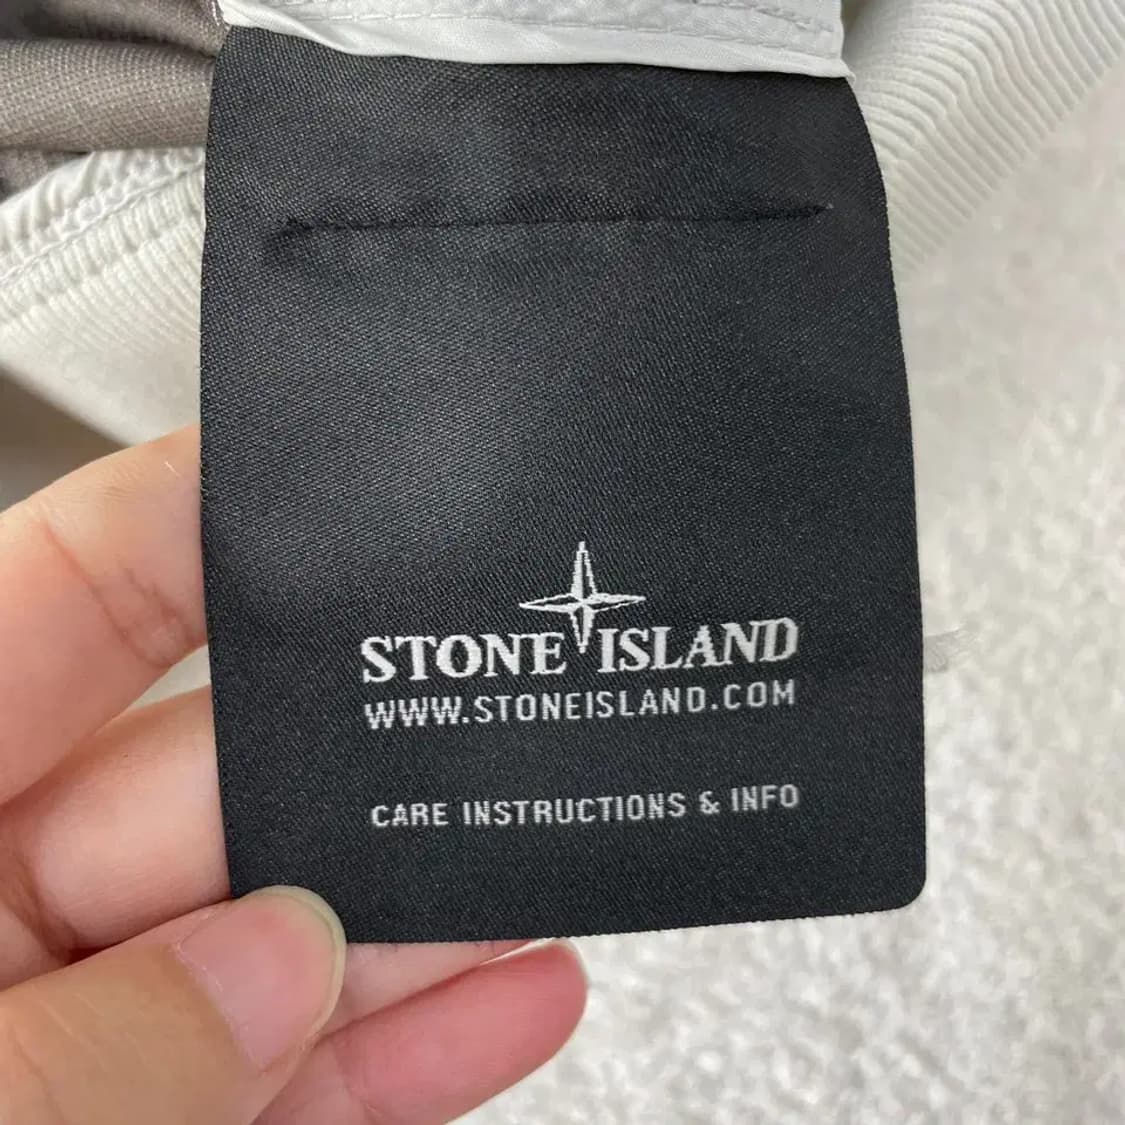 STONE ISLAND
WWW.STONEISLAND.COM
CARE INSTRUCTIONS & INFO